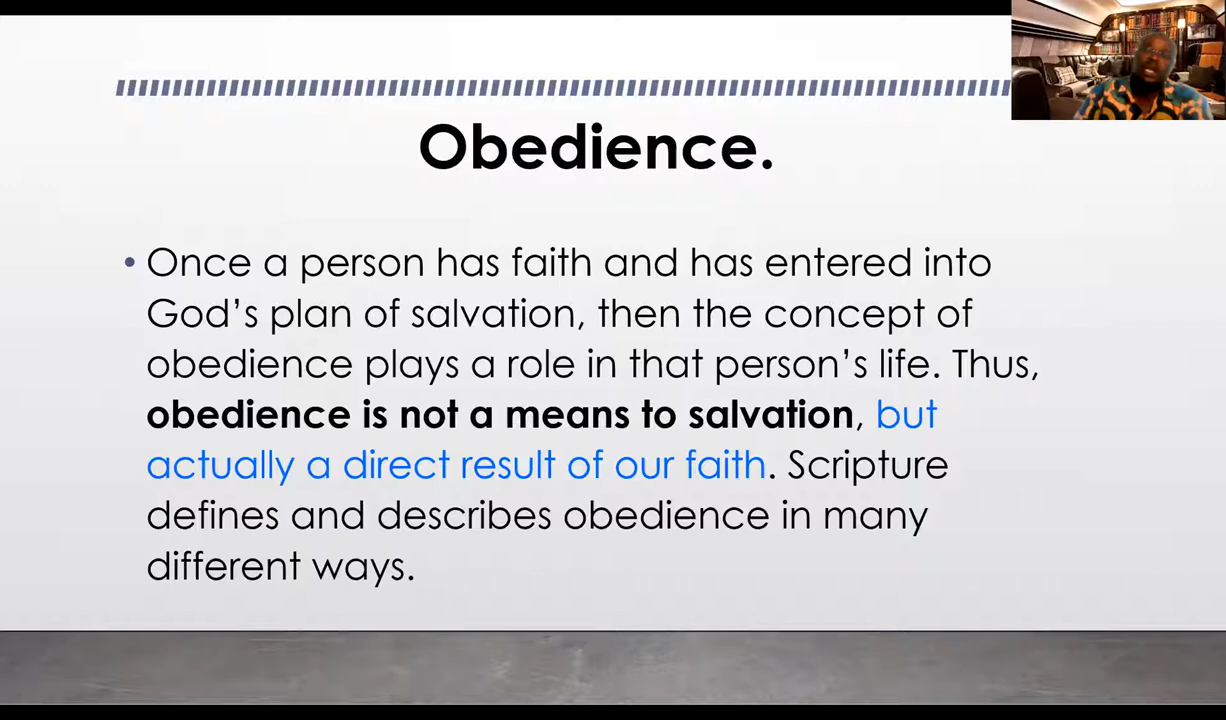 Obedience.
• Once a person has faith and has entered into
God’s plan of salvation, then the concept of
obedience plays a role in that person’s life. Thus,
obedience is not a means to salvation, but
actually a direct result of our faith. Scripture
defines and describes obedience in many
different ways.